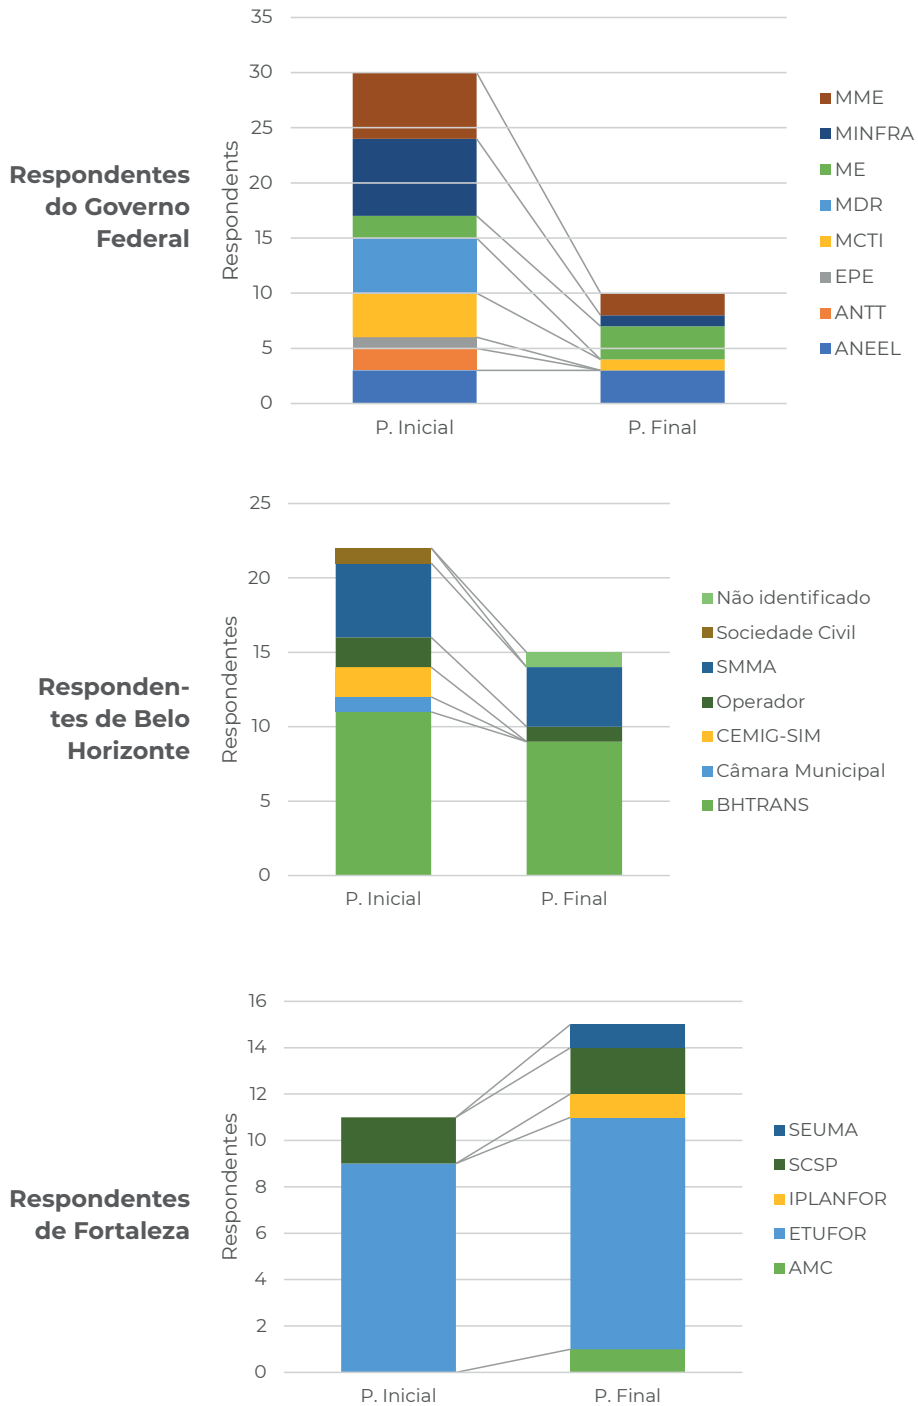 Respondentes
do Governo
Federal
Respondents
35
30
25
20
15
10
5
0
P. Inicial
P. Final
MME
MINFRA
ME
MDR
MCTI
EPE
ANTT
ANEEL
Responden-
tes de Belo
Horizonte
Respondentes
25
20
15
10
5
0
P. Inicial
P. Final
Não identificado
Sociedade Civil
SMMA
Operador
CEMIG-SIM
Câmara Municipal
BHTRANS
Respondentes
de Fortaleza
Respondentes
16
14
12
10
8
6
4
2
0
P. Inicial
P. Final
SEUMA
SCSP
IPLANFOR
ETUFOR
AMC